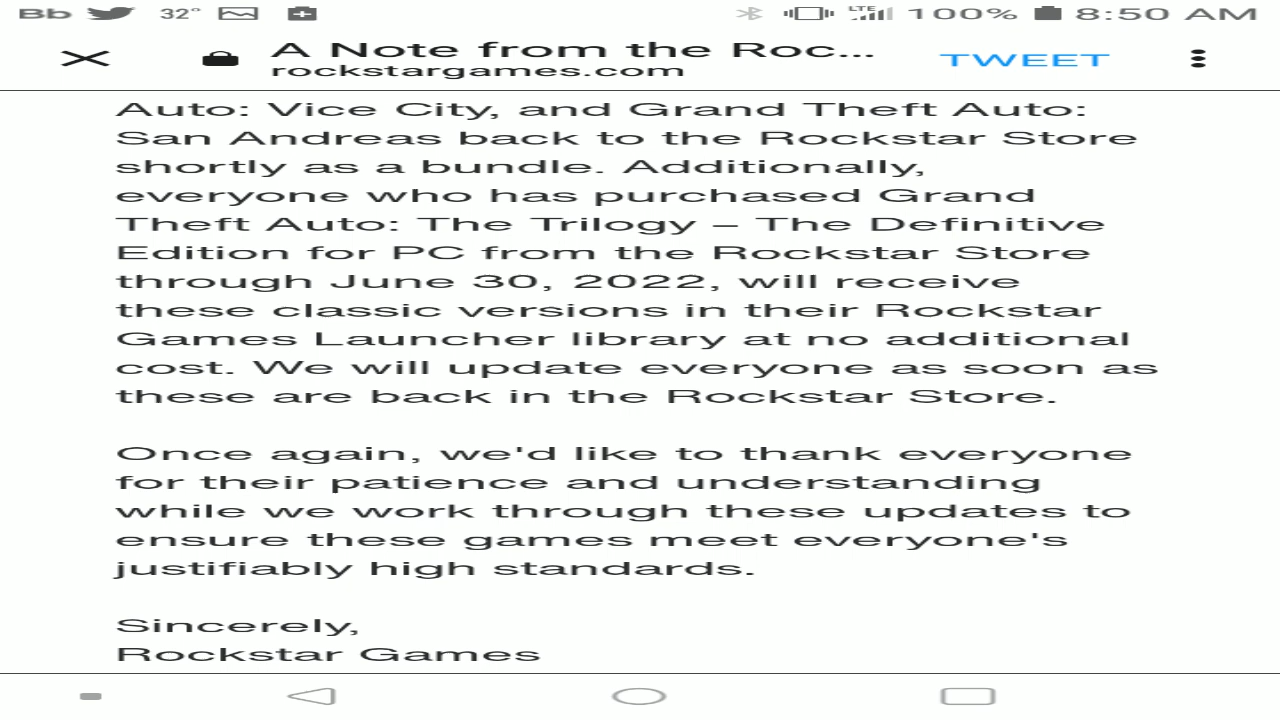 Bb 32° LTE 100% 8:50 AM
A Note from the Roc...
rockstargames.com
TWEET
Auto: Vice City, and Grand Theft Auto:
San Andreas back to the Rockstar Store
shortly as a bundle. Additionally,
everyone who has purchased Grand
Theft Auto: The Trilogy – The Definitive
Edition for PC from the Rockstar Store
through June 30, 2022, will receive
these classic versions in their Rockstar
Games Launcher library at no additional
cost. We will update everyone as soon as
these are back in the Rockstar Store.
Once again, we'd like to thank everyone
for their patience and understanding
while we work through these updates to
ensure these games meet everyone's
justifiably high standards.
Sincerely,
Rockstar Games